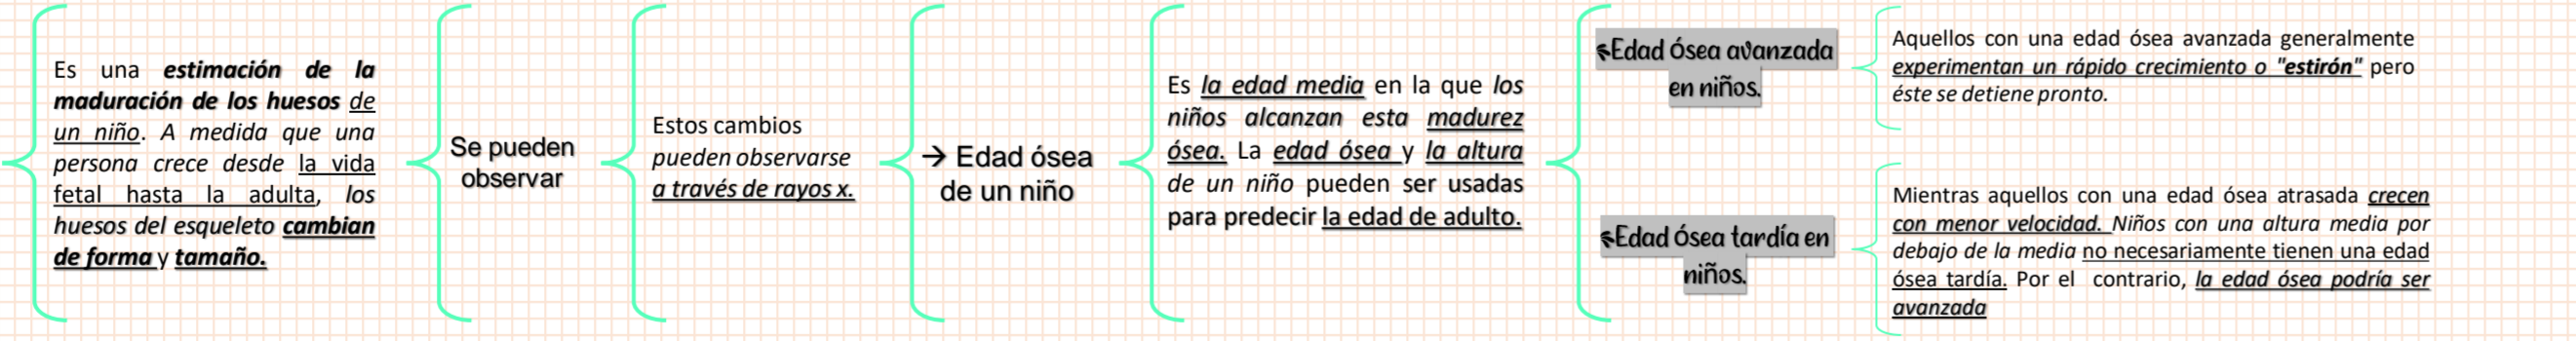 Es una estimación de la
maduración de los huesos de
un niño. A medida que una
persona crece desde la vida
fetal hasta la adulta, los
huesos del esqueleto cambian
de forma y tamaño.
Se pueden
observar
Estos cambios
pueden observarse
a través de rayos x.
→ Edad ósea
de un niño
Es la edad media en la que los
niños alcanzan esta madurez
ósea. La edad ósea y la altura
de un niño pueden ser usadas
para predecir la edad de adulto.
Edad ósea avanzada
en niños.
Aquellos con una edad ósea avanzada generalmente
experimentan un rápido crecimiento o "estirón" pero
éste se detiene pronto.
Edad ósea tardía en
niños.
Mientras aquellos con una edad ósea atrasada crecen
con menor velocidad. Niños con una altura media por
debajo de la media no necesariamente tienen una edad
ósea tardía. Por el contrario, la edad ósea podría ser
avanzada